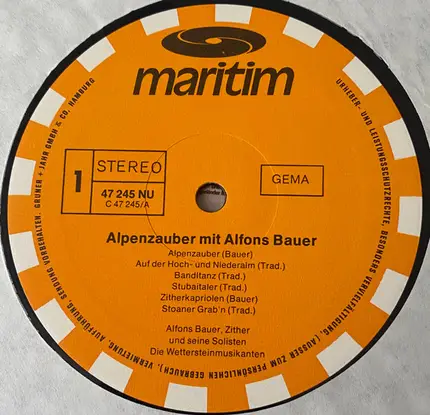 maritim
1
STEREO
47 245 NU
C 47 245/A
GEMA
Alpenzauber mit Alfons Bauer
Alpenzauber (Bauer)
Auf der Hoch- und Niederalm (Trad.)
Banditanz (Trad.)
Stubaitaler (Trad.)
Zitherkapriolen (Bauer)
Stoaner Grab'n (Trad.)
Alfons Bauer, Zither
und seine Solisten
Die Wettersteinmusikanten
URHEBER- UND LEISTUNGSSCHUTZRECHTE, BESONDERS VERVIELFÄLTIGUNG, (AUSSER ZUM PERSÖNLICHEN GEBRAUCH), VERMIETUNG, AUFFÜHRUNG, SENDUNG VORBEHALTEN. GRUNER + JAHR GMBH & CO, HAMBURG